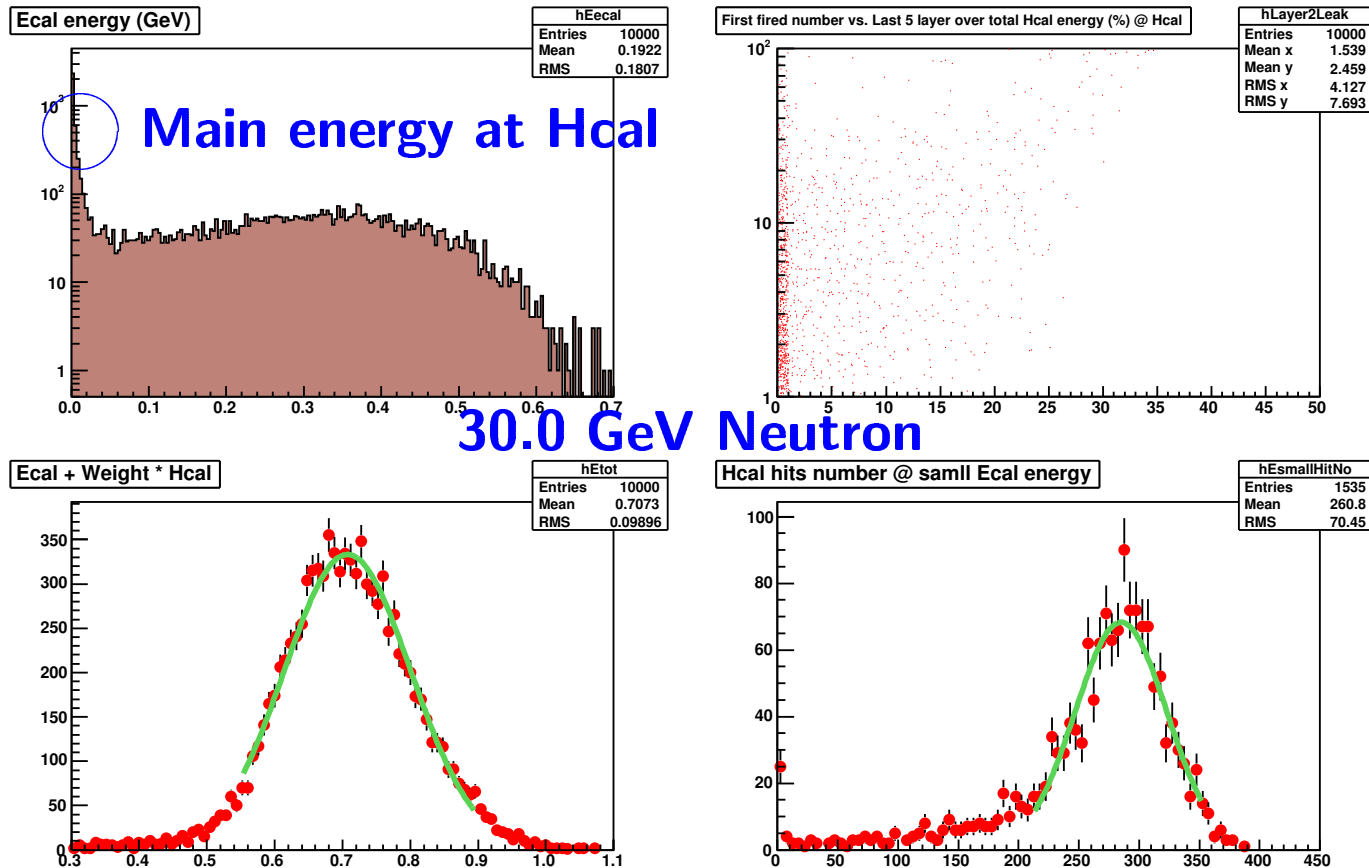 Ecal energy (GeV)
hEecal
Entries 10000
Mean 0.1922
RMS 0.1807
10³
10²
10
1
0.0 0.1 0.2 0.3 0.4 0.5 0.6 0.7
Main energy at Hcal
First fired number vs. Last 5 layer over total Hcal energy (%) @ Hcal
hLayer2Leak
Entries 10000
Mean x 1.539
Mean y 2.459
RMS x 4.127
RMS y 7.693
10²
10
1
0 5 10 15 20 25 30 35 40 45 50
30.0 GeV Neutron
Ecal + Weight * Hcal
hEtot
Entries 10000
Mean 0.7073
RMS 0.09896
350
300
250
200
150
100
50
0
0.3 0.4 0.5 0.6 0.7 0.8 0.9 1.0 1.1
Hcal hits number @ samll Ecal energy
hEsmallHitNo
Entries 1535
Mean 260.8
RMS 70.45
100
80
60
40
20
0
0 50 100 150 200 250 300 350 400 450